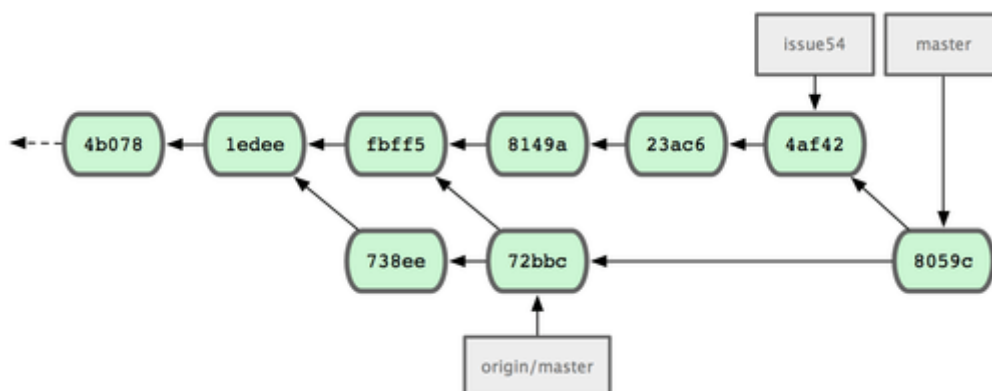 issue54
master
4b078
1edee
fbff5
8149a
23ac6
4af42
738ee
72bbc
8059c
origin/master